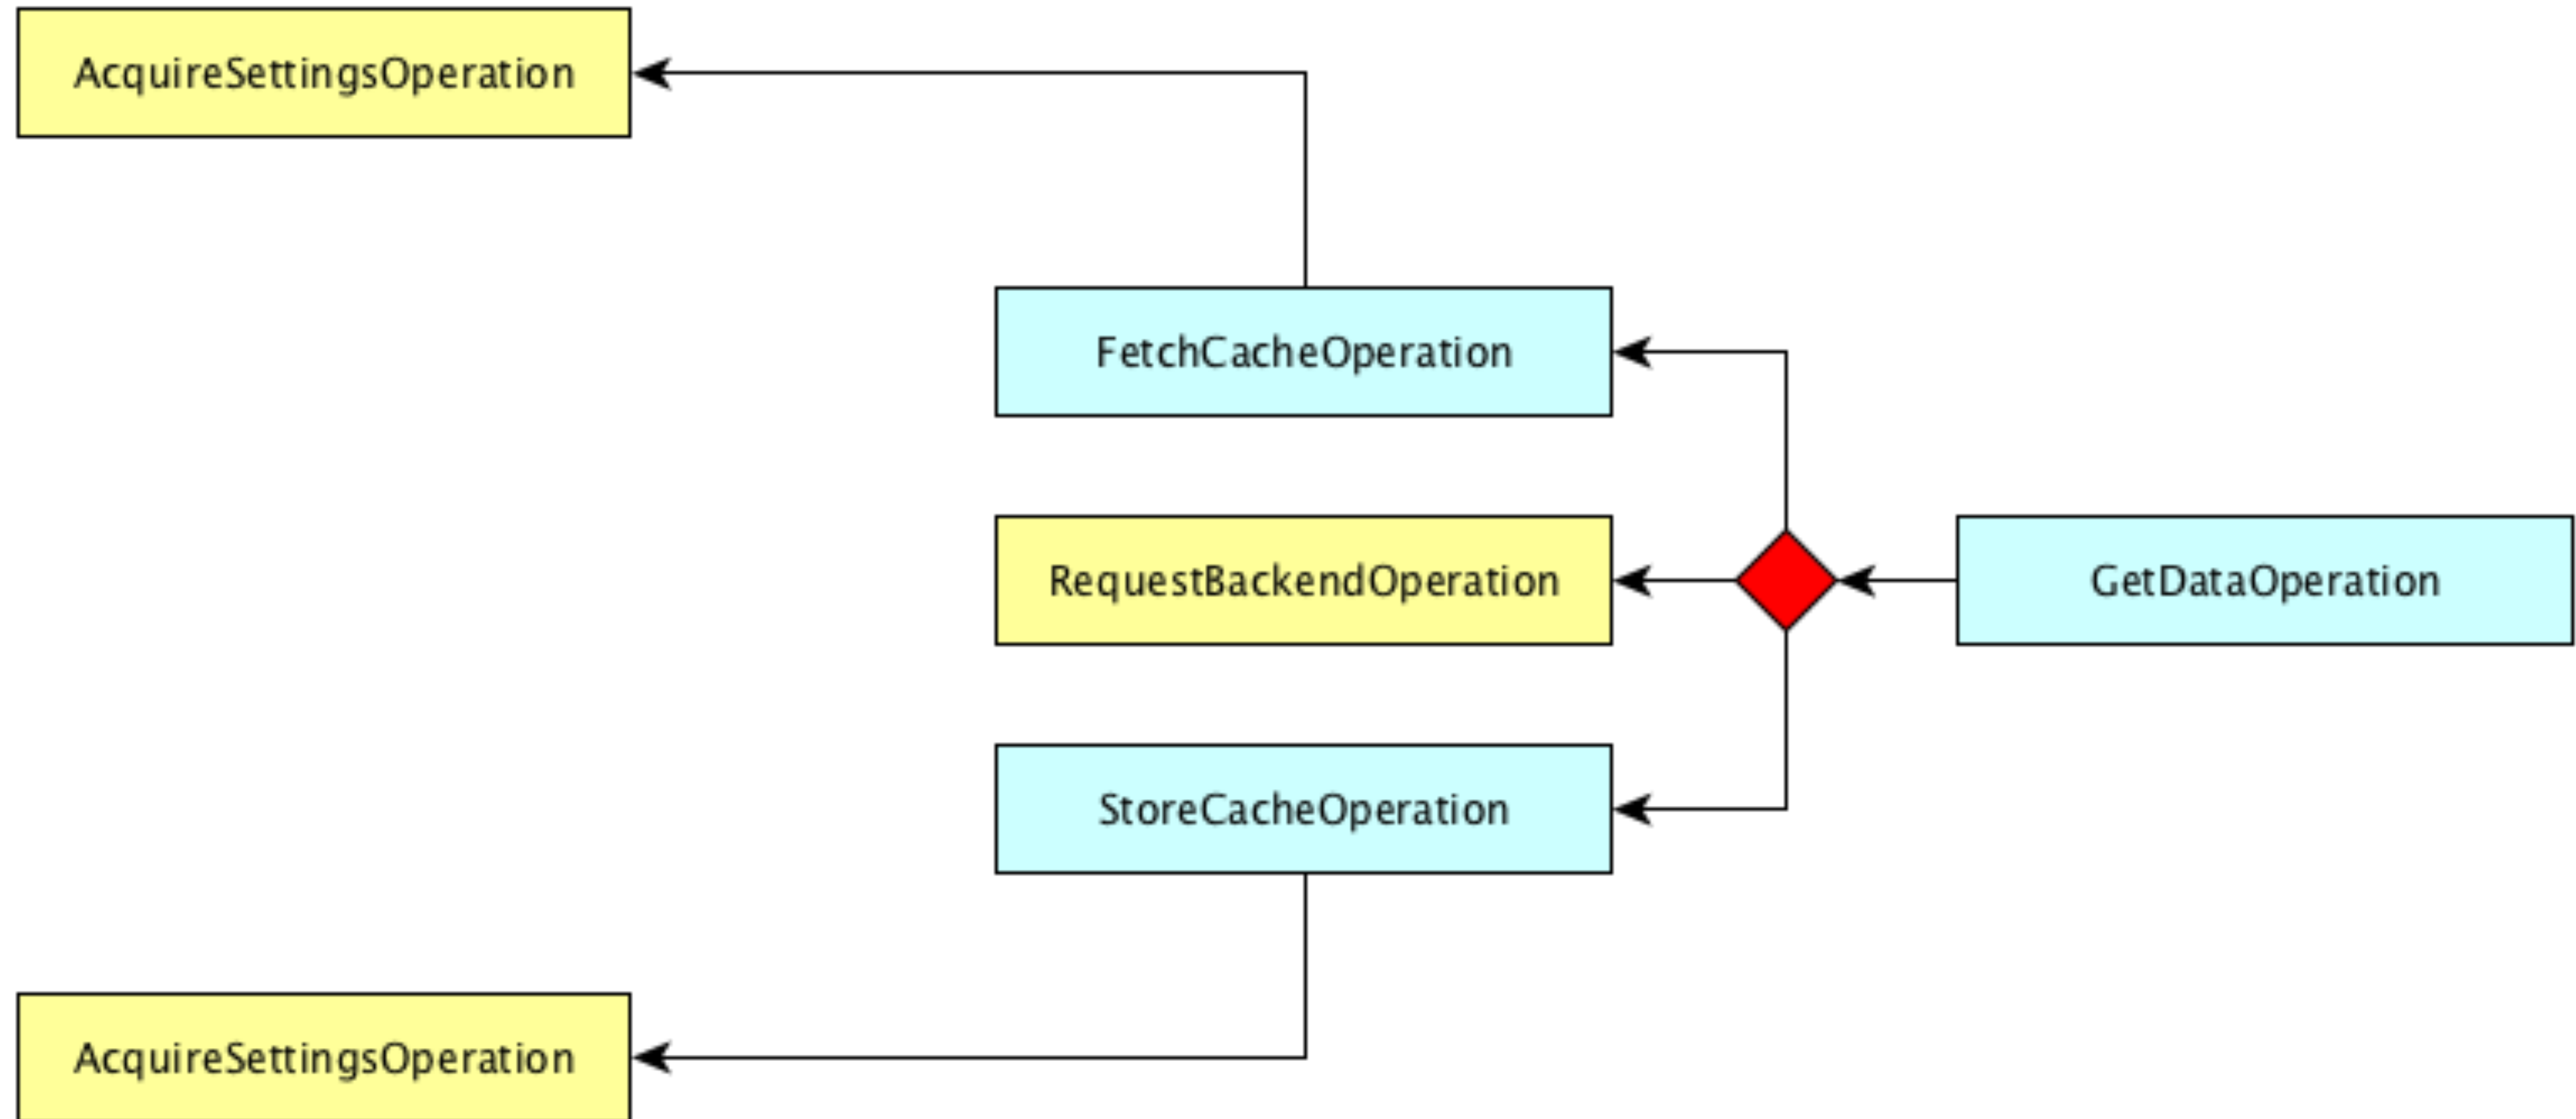 AcquireSettingsOperation
FetchCacheOperation
RequestBackendOperation
GetDataOperation
StoreCacheOperation
AcquireSettingsOperation